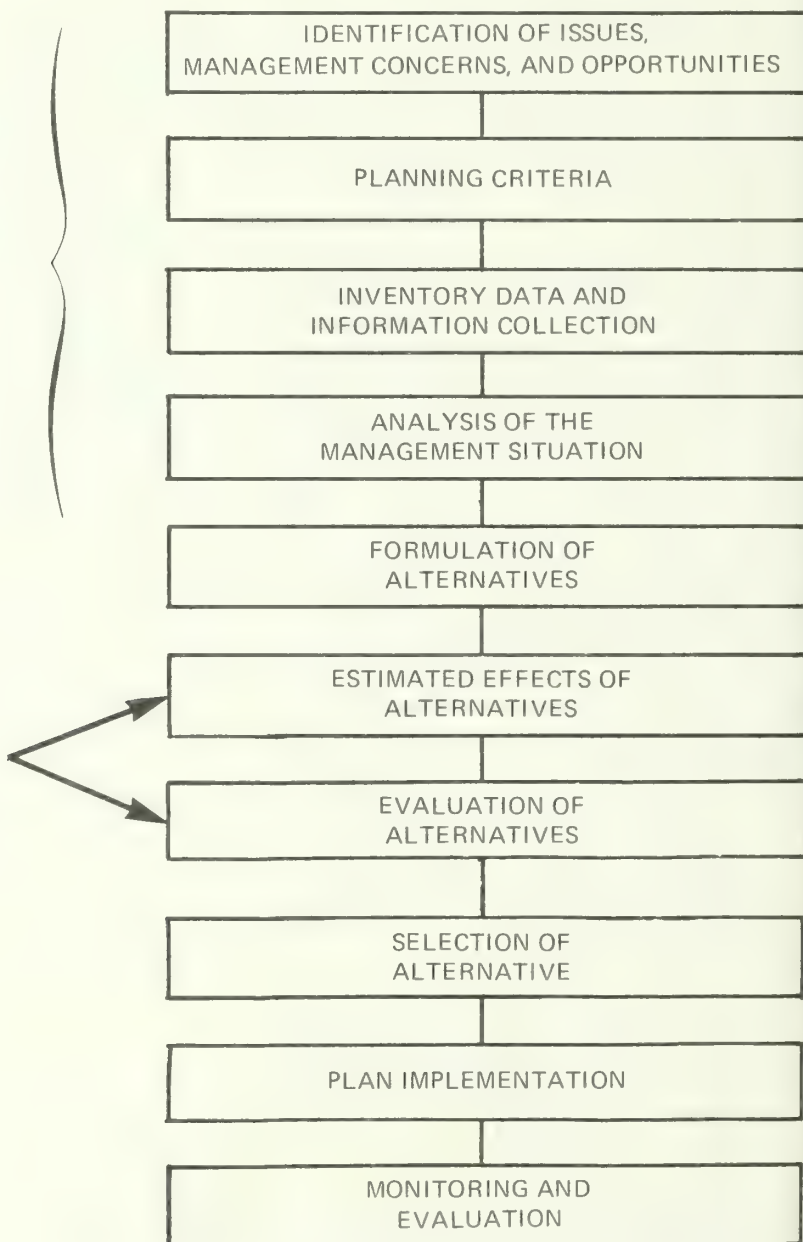 IDENTIFICATION OF ISSUES,
MANAGEMENT CONCERNS, AND OPPORTUNITIES
PLANNING CRITERIA
INVENTORY DATA AND
INFORMATION COLLECTION
ANALYSIS OF THE
MANAGEMENT SITUATION
FORMULATION OF
ALTERNATIVES
ESTIMATED EFFECTS OF
ALTERNATIVES
EVALUATION OF
ALTERNATIVES
SELECTION OF
ALTERNATIVE
PLAN IMPLEMENTATION
MONITORING AND
EVALUATION